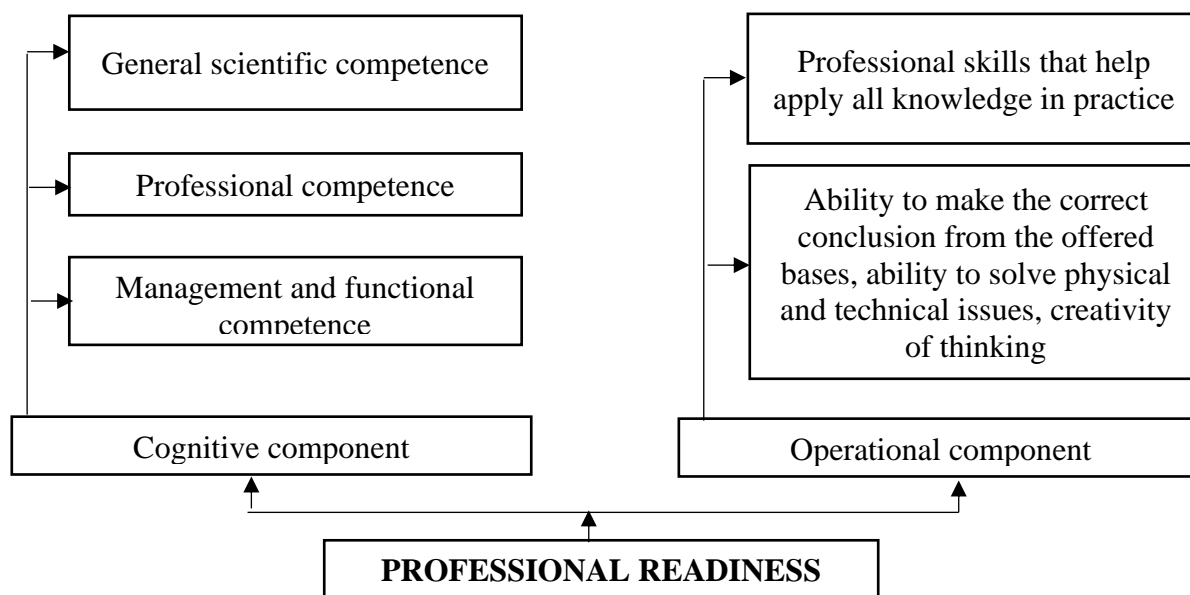 General scientific competence
Professional competence
Management and functional
competence
Cognitive component
Professional skills that help
apply all knowledge in practice
Ability to make the correct
conclusion from the offered
bases, ability to solve physical
and technical issues, creativity
of thinking
Operational component
PROFESSIONAL READINESS